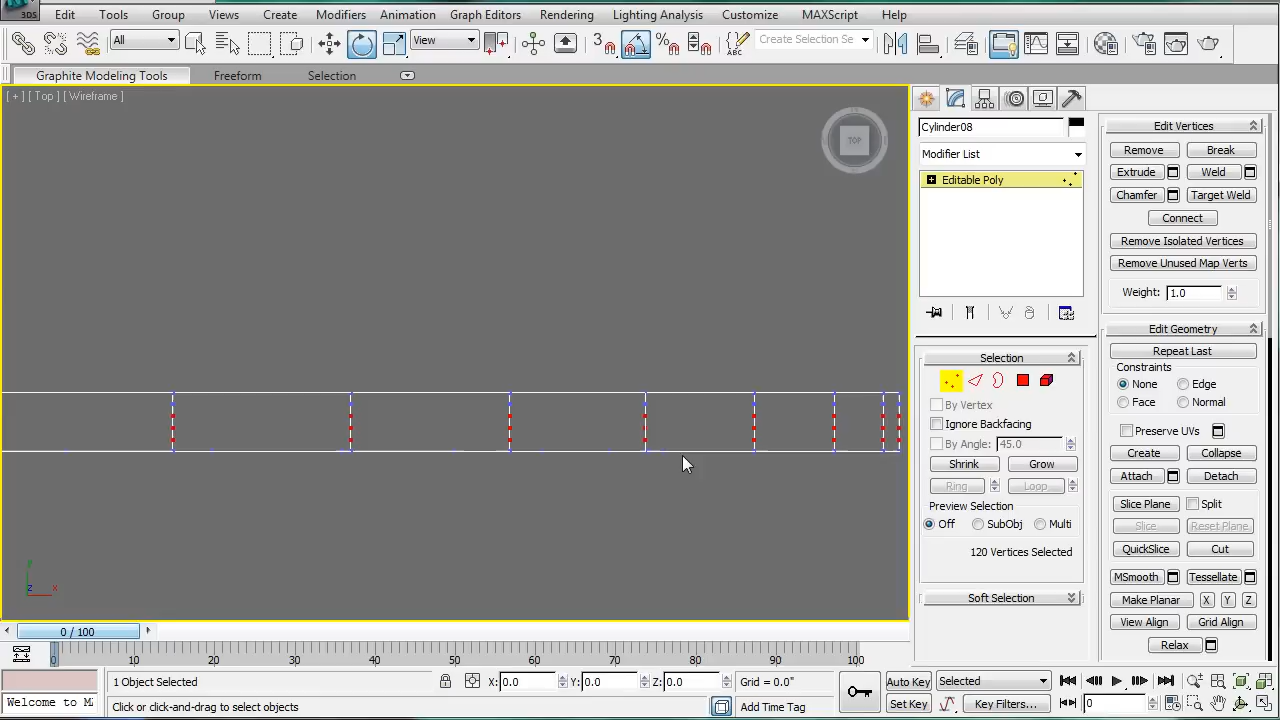 3DS Edit Tools Group Views Create Modifiers Animation Graph Editors Rendering Lighting Analysis Customize MAXScript Help
All View 3 Create Selection Se
Graphite Modeling Tools Freeform Selection
[ + ] [ Top ] [ Wireframe ]
TOP
Cylinder08
Modifier List
Editable Poly
Selection
By Vertex
Ignore Backfacing
By Angle: 45.0
Shrink Grow
Ring Loop
Preview Selection
Off SubObj Multi
120 Vertices Selected
Soft Selection
Edit Vertices
Remove Break
Extrude Weld
Chamfer Target Weld
Connect
Remove Isolated Vertices
Remove Unused Map Verts
Weight: 1.0
Edit Geometry
Repeat Last
Constraints
None Edge
Face Normal
Preserve UVs
Create Collapse
Attach Detach
Slice Plane Split
Slice Reset Plane
QuickSlice Cut
MSmooth Tessellate
Make Planar X Y Z
View Align Grid Align
Relax
z x
0 / 100
0 10 20 30 40 50 60 70 80 90 100
1 Object Selected X: 0.0 Y: 0.0 Z: 0.0 Grid = 0.0" Auto Key Selected
Welcome to M Click or click-and-drag to select objects Add Time Tag Set Key Key Filters... 0